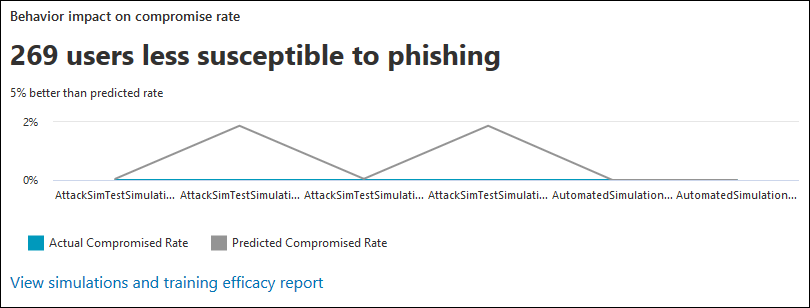 Behavior impact on compromise rate
269 users less susceptible to phishing
5% better than predicted rate
2%
0%
AttackSimTestSimulati... AttackSimTestSimulati... AttackSimTestSimulati... AttackSimTestSimulati... AutomatedSimulation... AutomatedSimulation...
Actual Compromised Rate Predicted Compromised Rate
View simulations and training efficacy report